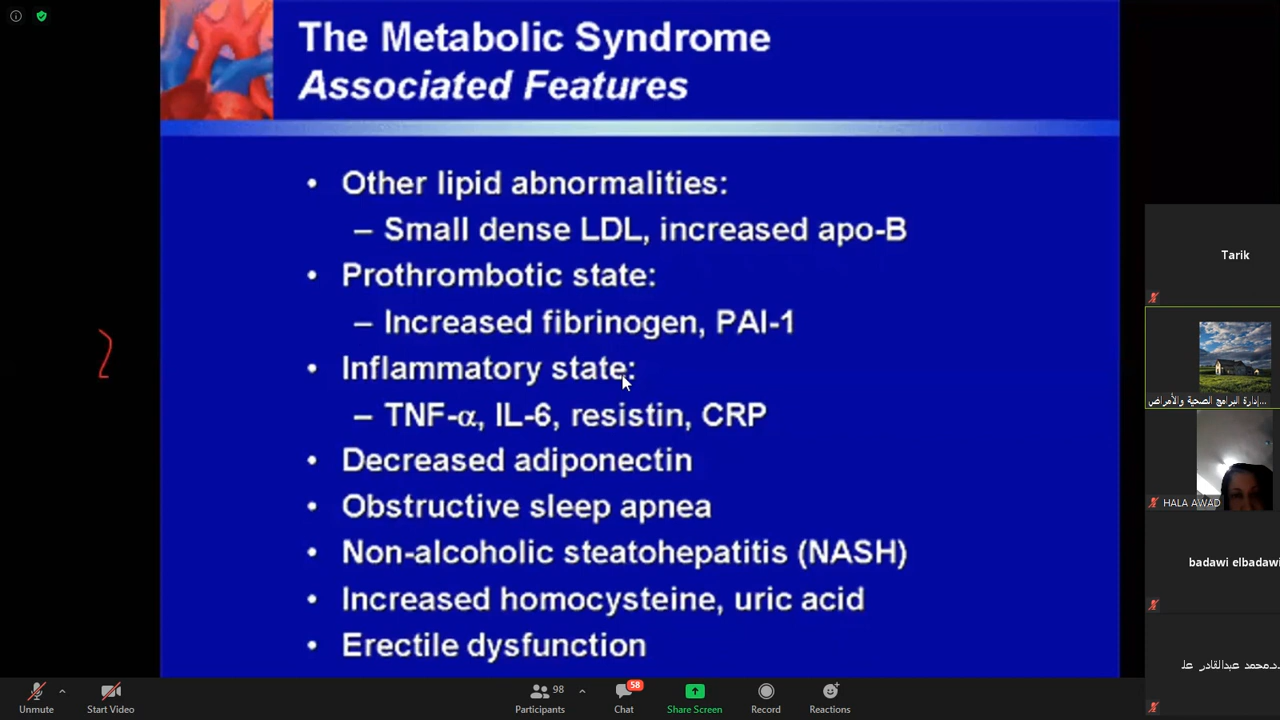 The Metabolic Syndrome
Associated Features
• Other lipid abnormalities:
– Small dense LDL, increased apo-B
• Prothrombotic state:
– Increased fibrinogen, PAI-1
• Inflammatory state:
– TNF-α, IL-6, resistin, CRP
• Decreased adiponectin
• Obstructive sleep apnea
• Non-alcoholic steatohepatitis (NASH)
• Increased homocysteine, uric acid
• Erectile dysfunction
Tarik
إدارة البرامج الصحية والأمراض...
HALA AWAD
badawi elbadawi
د.محمد عبدالقادر عل
Unmute
Start Video
98
Participants
58
Chat
Share Screen
Record
Reactions